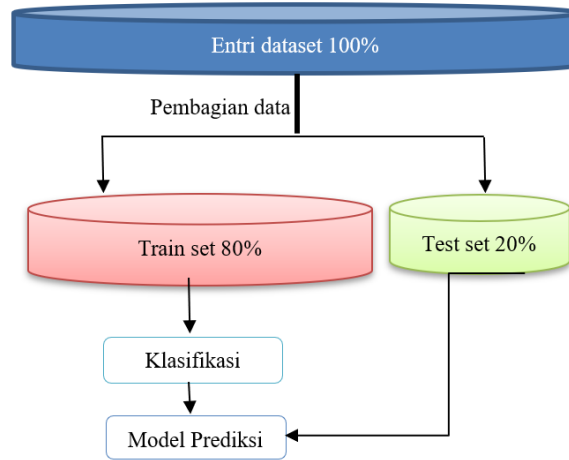 Entri dataset 100%
Pembagian data
Train set 80%
Test set 20%
Klasifikasi
Model Prediksi